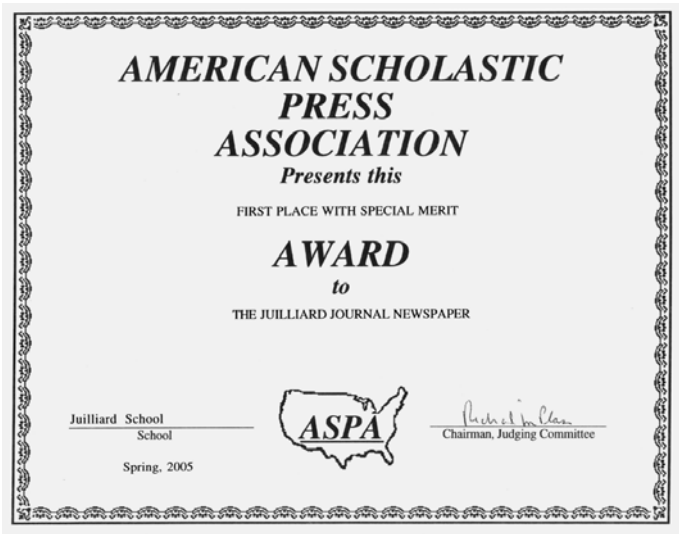 AMERICAN SCHOLASTIC
PRESS
ASSOCIATION
Presents this
FIRST PLACE WITH SPECIAL MERIT
AWARD
to
THE JUILLIARD JOURNAL NEWSPAPER
Juilliard School
School
Spring, 2005
ASPA
Chairman, Judging Committee